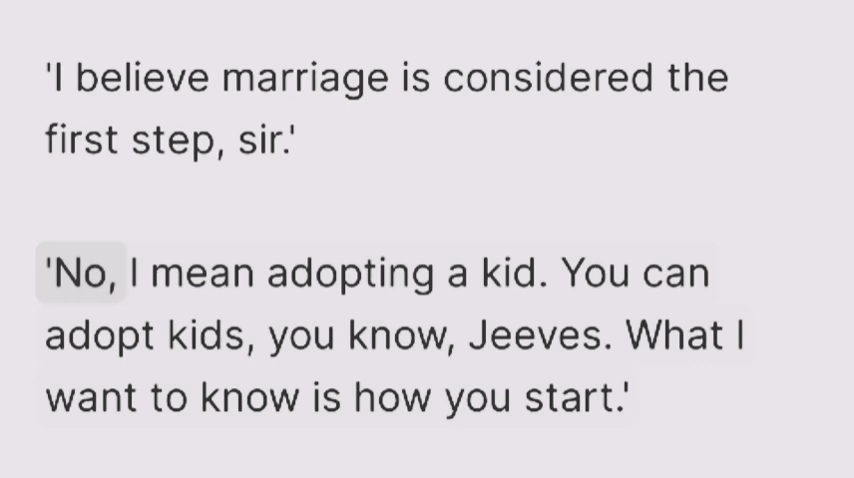 'I believe marriage is considered the
first step, sir.'
'No, I mean adopting a kid. You can
adopt kids, you know, Jeeves. What I
want to know is how you start.'